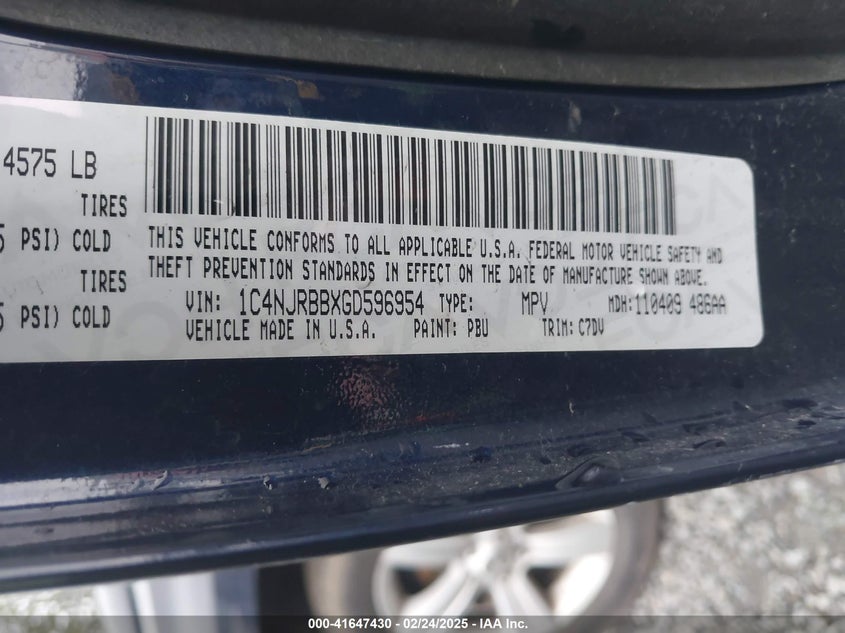 4575 LB
TIRES
PSI) COLD
TIRES
PSI) COLD
THIS VEHICLE CONFORMS TO ALL APPLICABLE U.S.A. FEDERAL MOTOR VEHICLE SAFETY AND
THEFT PREVENTION STANDARDS IN EFFECT ON THE DATE OF MANUFACTURE SHOWN ABOVE.
VIN: 1C4NJRBBXGD596954 TYPE: MPV MDH: 110409 486AA
VEHICLE MADE IN U.S.A. PAINT: PBU TRIM: C7DV
000-41647430 - 02/24/2025 - IAA Inc.